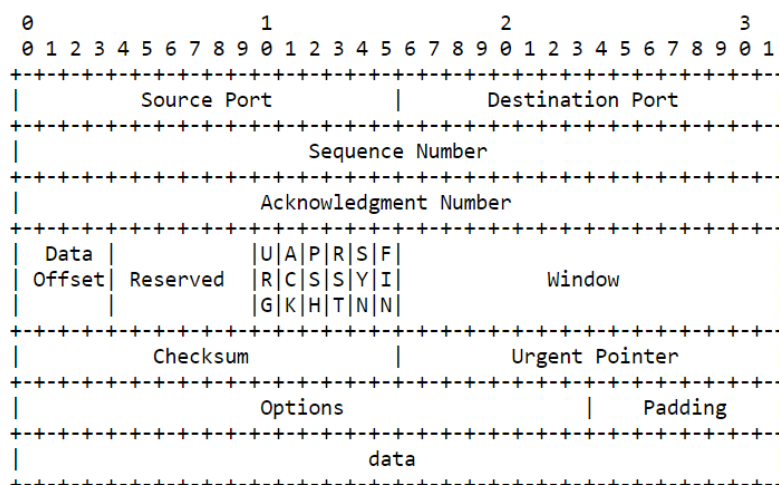 0                   1                   2                   3
0 1 2 3 4 5 6 7 8 9 0 1 2 3 4 5 6 7 8 9 0 1 2 3 4 5 6 7 8 9 0 1
+-+-+-+-+-+-+-+-+-+-+-+-+-+-+-+-+-+-+-+-+-+-+-+-+-+-+-+-+-+-+-+
|          Source Port          |       Destination Port
+-+-+-+-+-+-+-+-+-+-+-+-+-+-+-+-+-+-+-+-+-+-+-+-+-+-+-+-+-+-+-+
|                        Sequence Number
+-+-+-+-+-+-+-+-+-+-+-+-+-+-+-+-+-+-+-+-+-+-+-+-+-+-+-+-+-+-+-+
|                    Acknowledgment Number
+-+-+-+-+-+-+-+-+-+-+-+-+-+-+-+-+-+-+-+-+-+-+-+-+-+-+-+-+-+-+-+
|  Data |           |U|A|P|R|S|F|
| Offset| Reserved  |R|C|S|S|Y|I|            Window
|       |           |G|K|H|T|N|N|
+-+-+-+-+-+-+-+-+-+-+-+-+-+-+-+-+-+-+-+-+-+-+-+-+-+-+-+-+-+-+-+
|           Checksum            |         Urgent Pointer
+-+-+-+-+-+-+-+-+-+-+-+-+-+-+-+-+-+-+-+-+-+-+-+-+-+-+-+-+-+-+-+
|                    Options                    |    Padding
+-+-+-+-+-+-+-+-+-+-+-+-+-+-+-+-+-+-+-+-+-+-+-+-+-+-+-+-+-+-+-+
|                             data
+-+-+-+-+-+-+-+-+-+-+-+-+-+-+-+-+-+-+-+-+-+-+-+-+-+-+-+-+-+-+-+